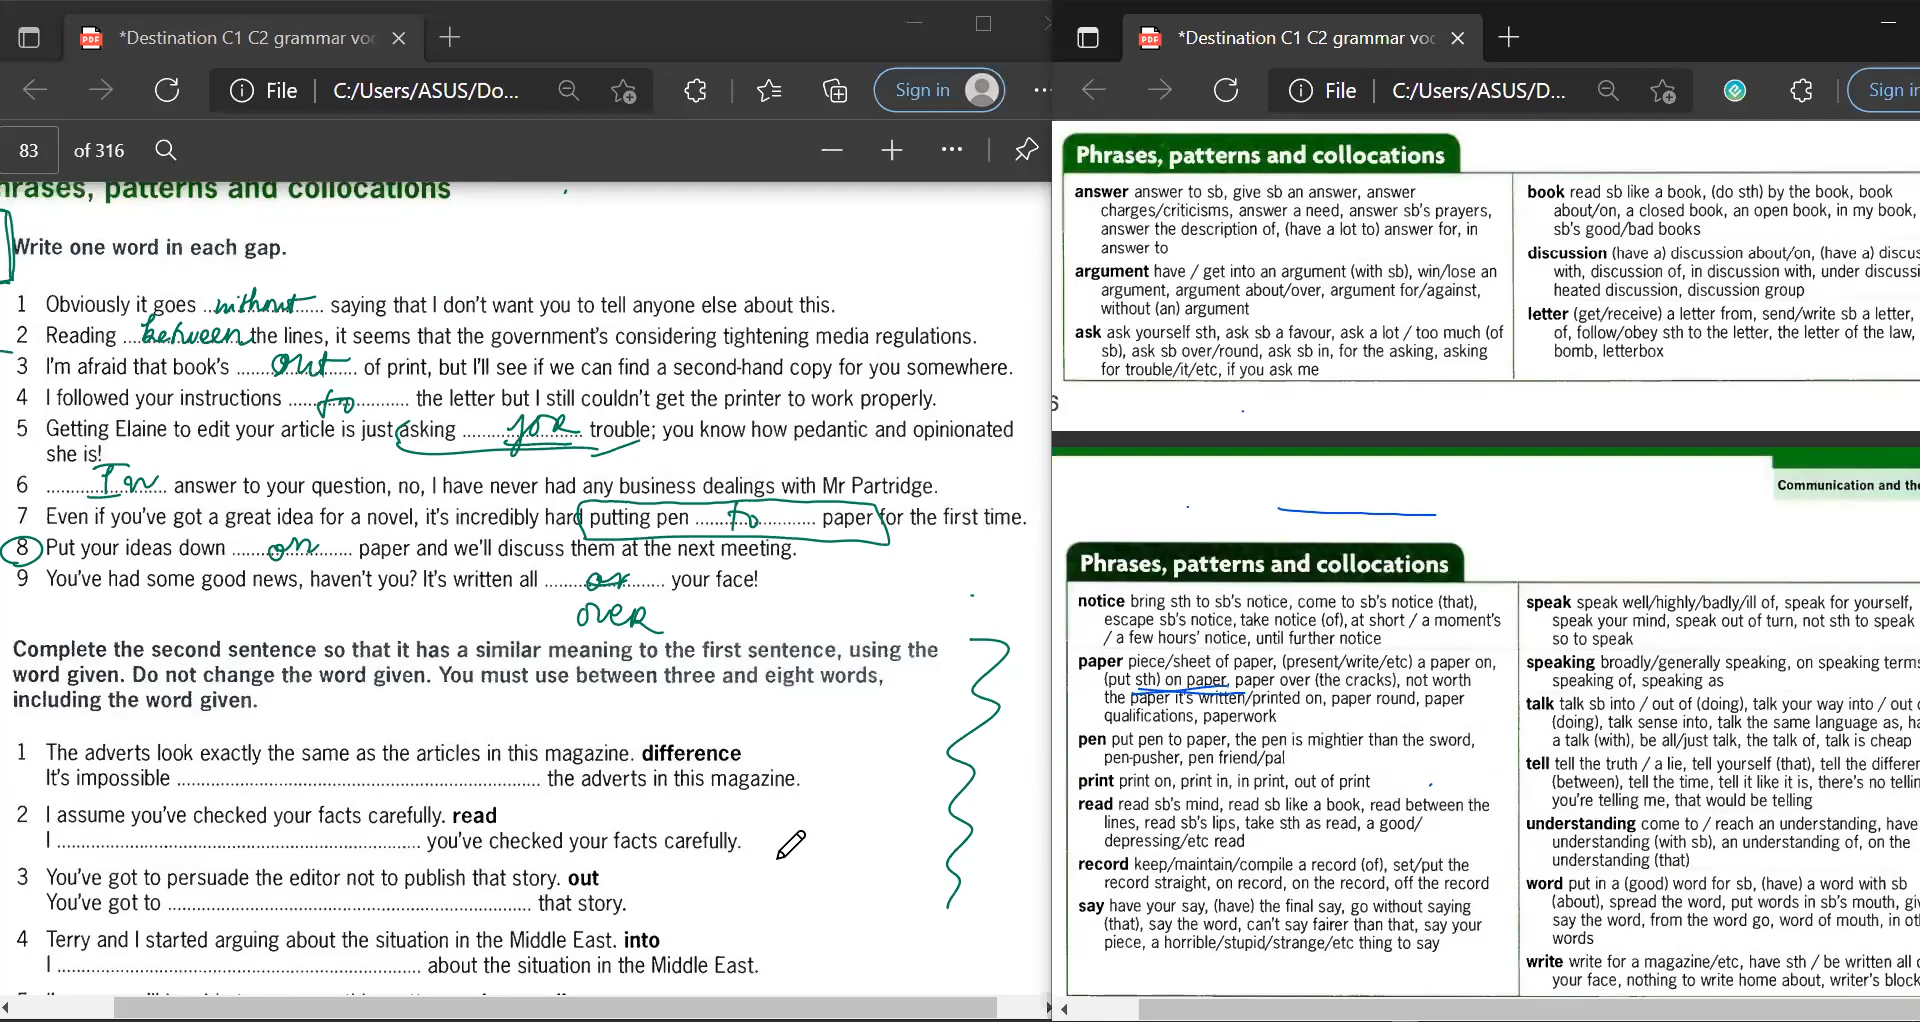 *Destination C1 C2 grammar voc
File C:/Users/ASUS/Do... Sign in
83 of 316
hrases, patterns and collocations
Write one word in each gap.
1 Obviously it goes ...without... saying that I don't want you to tell anyone else about this.
2 Reading ...between the lines, it seems that the government's considering tightening media regulations.
3 I'm afraid that book's ...out... of print, but I'll see if we can find a second-hand copy for you somewhere.
4 I followed your instructions ...to... the letter but I still couldn't get the printer to work properly.
5 Getting Elaine to edit your article is just asking ...for... trouble; you know how pedantic and opinionated
she is!
6 ...In... answer to your question, no, I have never had any business dealings with Mr Partridge.
7 Even if you've got a great idea for a novel, it's incredibly hard putting pen ...to... paper for the first time.
8 Put your ideas down ...on... paper and we'll discuss them at the next meeting.
9 You've had some good news, haven't you? It's written all ...... your face!
over
Complete the second sentence so that it has a similar meaning to the first sentence, using the
word given. Do not change the word given. You must use between three and eight words,
including the word given.
1 The adverts look exactly the same as the articles in this magazine. difference
It's impossible ...... the adverts in this magazine.
2 I assume you've checked your facts carefully. read
I ...... you've checked your facts carefully.
3 You've got to persuade the editor not to publish that story. out
You've got to ...... that story.
4 Terry and I started arguing about the situation in the Middle East. into
I ...... about the situation in the Middle East.
*Destination C1 C2 grammar voc
File C:/Users/ASUS/D... Sign in
Phrases, patterns and collocations
answer answer to sb, give sb an answer, answer
charges/criticisms, answer a need, answer sb's prayers,
answer the description of, (have a lot to) answer for, in
answer to
argument have / get into an argument (with sb), win/lose an
argument, argument about/over, argument for/against,
without (an) argument
ask ask yourself sth, ask sb a favour, ask a lot / too much (of
sb), ask sb over/round, ask sb in, for the asking, asking
for trouble/it/etc, if you ask me
book read sb like a book, (do sth) by the book, book
about/on, a closed book, an open book, in my book,
sb's good/bad books
discussion (have a) discussion about/on, (have a) discus
with, discussion of, in discussion with, under discussi
heated discussion, discussion group
letter (get/receive) a letter from, send/write sb a letter,
of, follow/obey sth to the letter, the letter of the law,
bomb, letterbox
Communication and the
Phrases, patterns and collocations
notice bring sth to sb's notice, come to sb's notice (that),
escape sb's notice, take notice (of), at short / a moment's
/ a few hours' notice, until further notice
paper piece/sheet of paper, (present/write/etc) a paper on,
(put sth) on paper, paper over (the cracks), not worth
the paper it's written/printed on, paper round, paper
qualifications, paperwork
pen put pen to paper, the pen is mightier than the sword,
pen-pusher, pen friend/pal
print print on, print in, in print, out of print
read read sb's mind, read sb like a book, read between the
lines, read sb's lips, take sth as read, a good/
depressing/etc read
record keep/maintain/compile a record (of), set/put the
record straight, on record, on the record, off the record
say have your say, (have) the final say, go without saying
(that), say the word, can't say fairer than that, say your
piece, a horrible/stupid/strange/etc thing to say
speak speak well/highly/badly/ill of, speak for yourself,
speak your mind, speak out of turn, not sth to speak
so to speak
speaking broadly/generally speaking, on speaking terms
speaking of, speaking as
talk talk sb into / out of (doing), talk your way into / out o
(doing), talk sense into, talk the same language as, ha
a talk (with), be all/just talk, the talk of, talk is cheap
tell tell the truth / a lie, tell yourself (that), tell the differen
(between), tell the time, tell it like it is, there's no tellin
you're telling me, that would be telling
understanding come to / reach an understanding, have
understanding (with sb), an understanding of, on the
understanding (that)
word put in a (good) word for sb, (have) a word with sb
(about), spread the word, put words in sb's mouth, giv
say the word, from the word go, word of mouth, in oth
words
write write for a magazine/etc, have sth / be written all o
your face, nothing to write home about, writer's block